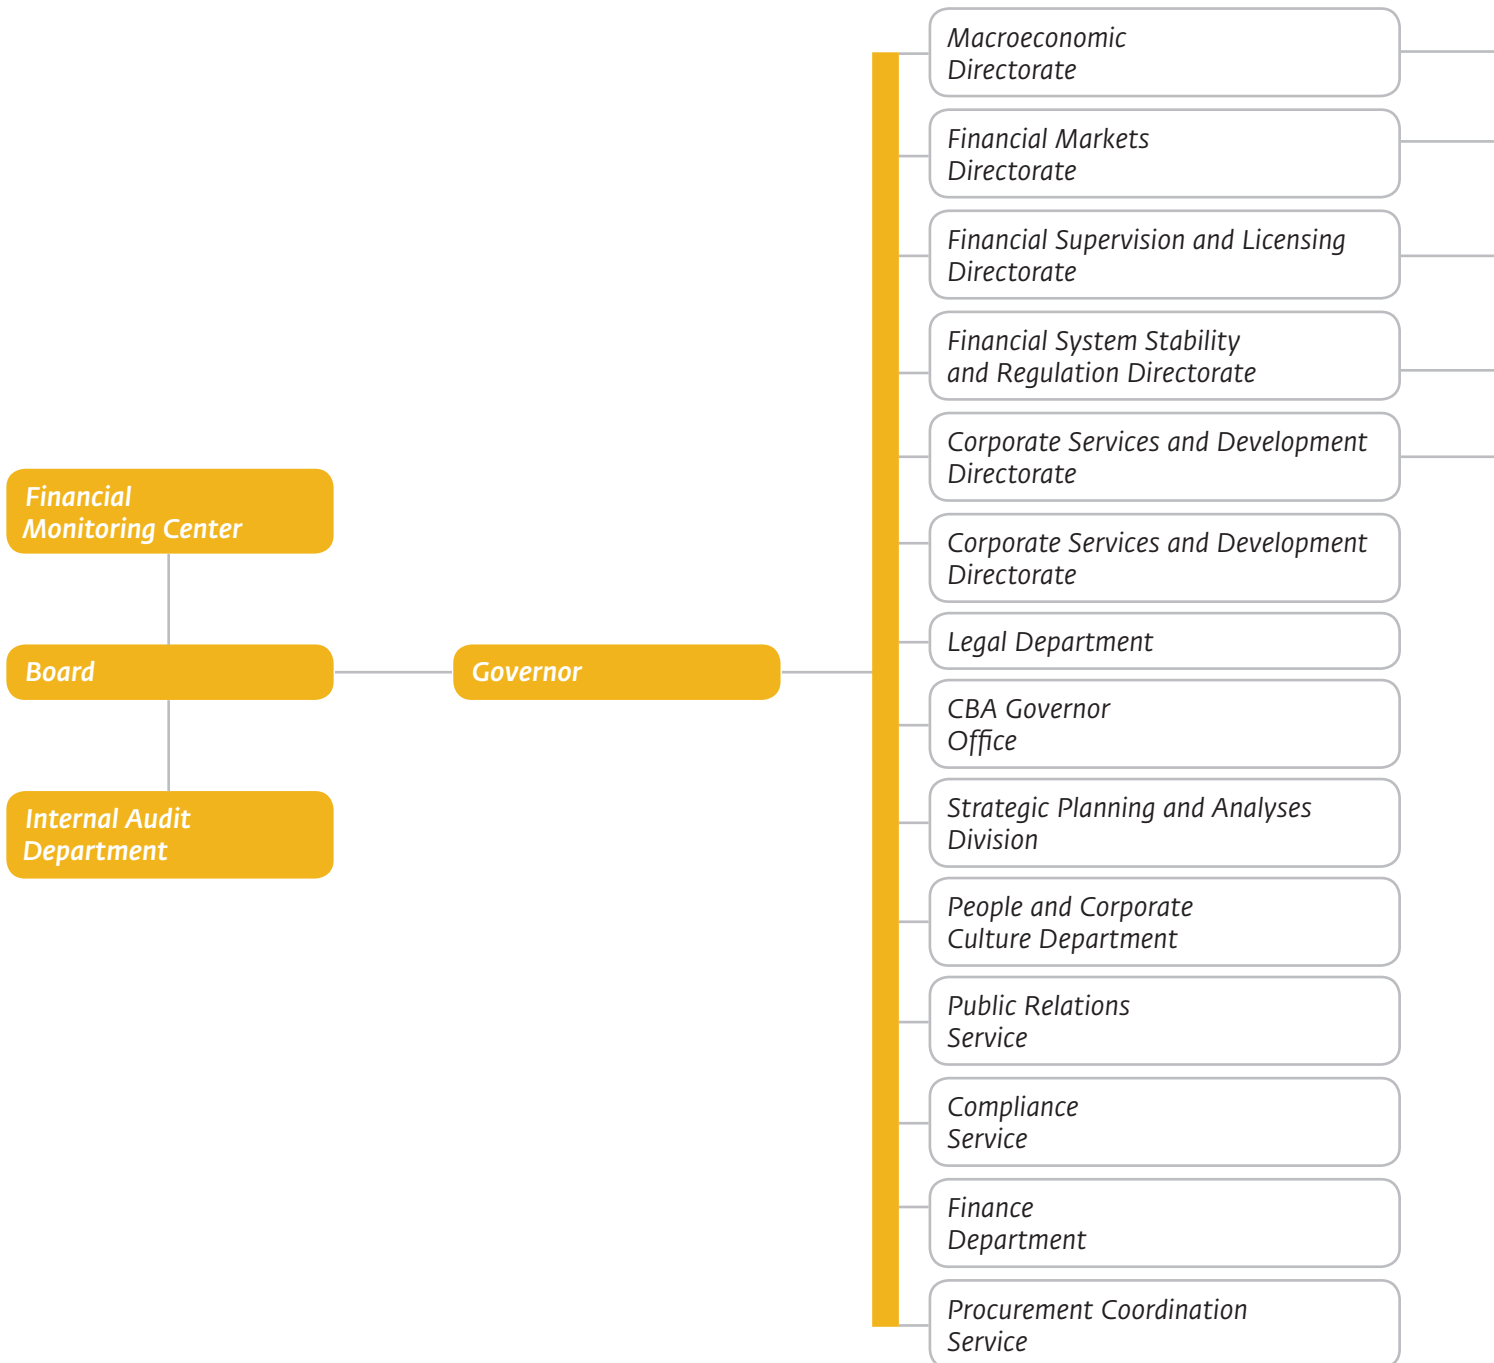 Macroeconomic
Directorate
Financial Markets
Directorate
Financial Supervision and Licensing
Directorate
Financial System Stability
and Regulation Directorate
Corporate Services and Development
Directorate
Corporate Services and Development
Directorate
Legal Department
CBA Governor
Office
Strategic Planning and Analyses
Division
People and Corporate
Culture Department
Public Relations
Service
Compliance
Service
Finance
Department
Procurement Coordination
Service
Financial
Monitoring Center
Board
Governor
Internal Audit
Department